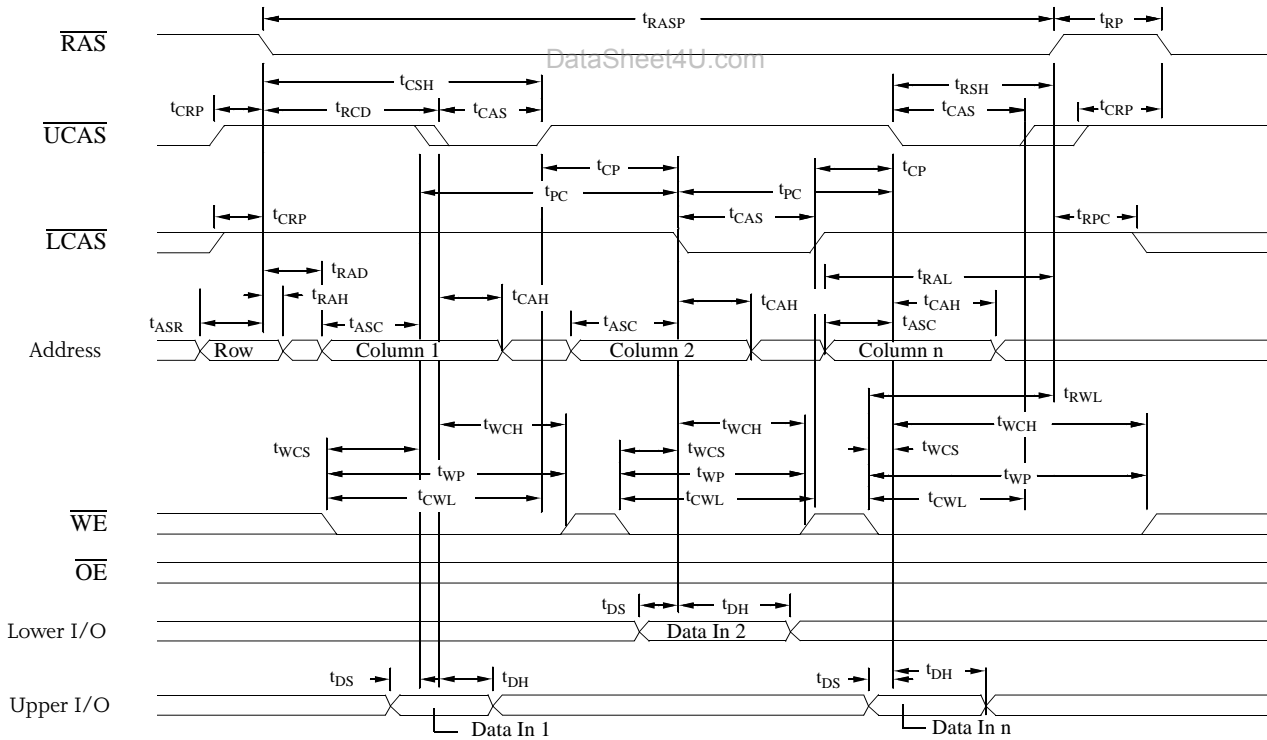 tRASP tRP
RAS
DataSheet4U.com
tCSH tRSH
tCRP tRCD tCAS tCAS tCRP
UCAS
tCP tCP
tPC tPC
tCRP tCAS tRPC
LCAS
tRAD tRAL
tRAH tCAH tCAH tCAH
tASR tASC tASC tASC
Address Row Column 1 Column 2 Column n
tRWL
tWCH tWCH tWCH
tWCS tWCS tWCS
tWP tWP tWP
tCWL tCWL tCWL
WE
OE
tDS tDH
Lower I/O Data In 2
tDS tDH tDS tDH
Upper I/O
Data In 1 Data In n